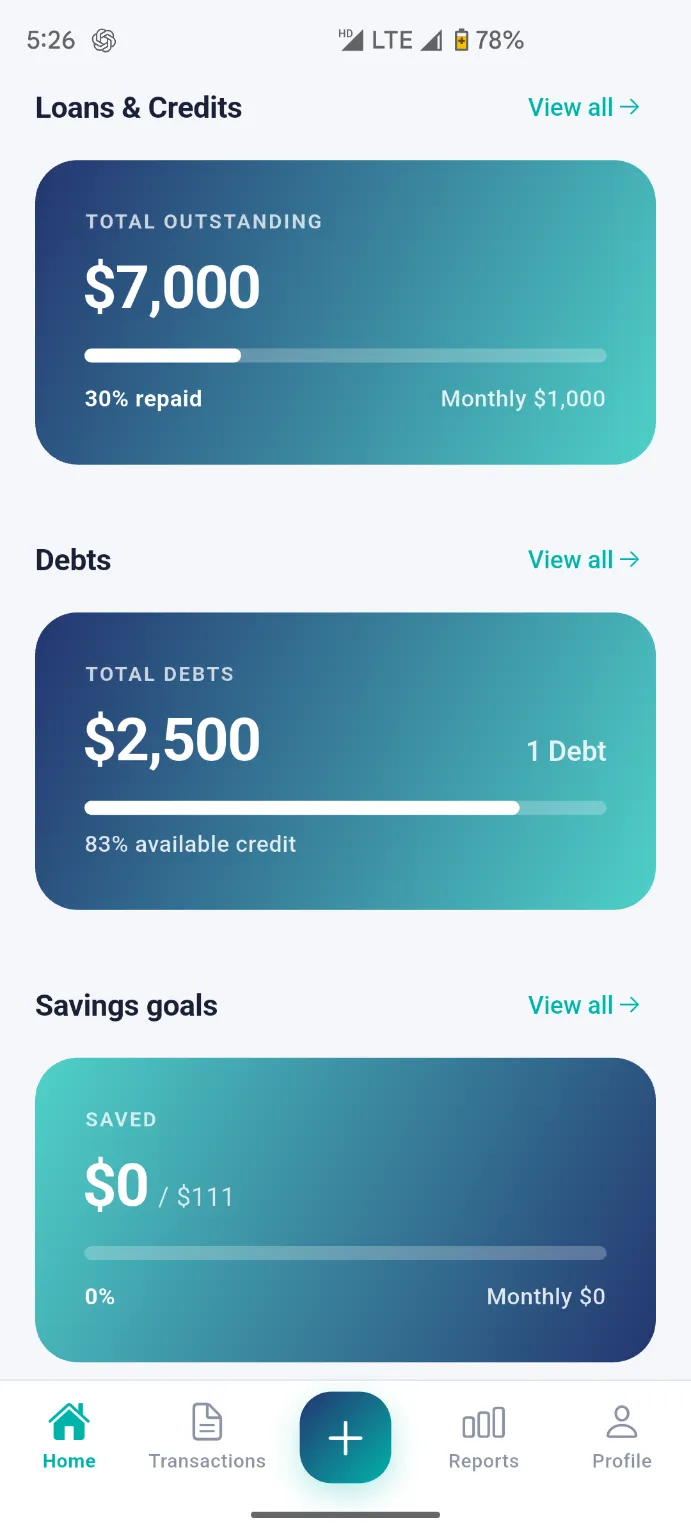 5:26 HD LTE 78%
Loans & Credits View all →
TOTAL OUTSTANDING
$7,000
30% repaid Monthly $1,000
Debts View all →
TOTAL DEBTS
$2,500 1 Debt
83% available credit
Savings goals View all →
SAVED
$0 / $111
0% Monthly $0
Home Transactions Reports Profile